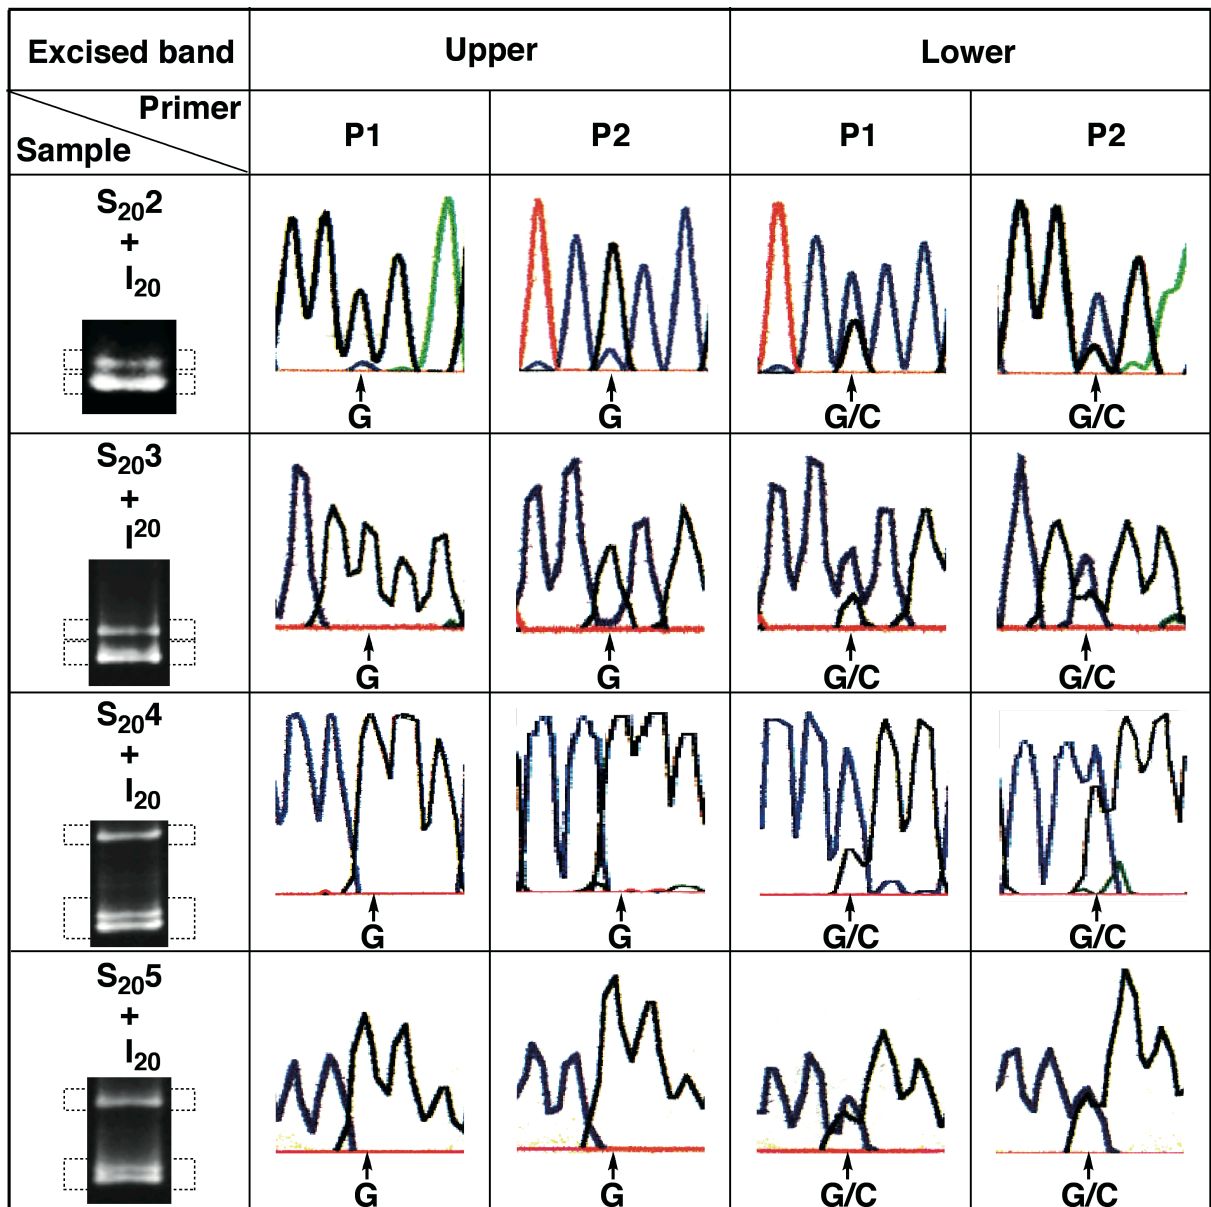 Excised band Upper Lower
Primer
Sample
P1 P2 P1 P2
S₂₀2
+
I₂₀
G G G/C G/C
S₂₀3
+
I²⁰
G G G/C G/C
S₂₀4
+
I₂₀
G G G/C G/C
S₂₀5
+
I₂₀
G G G/C G/C